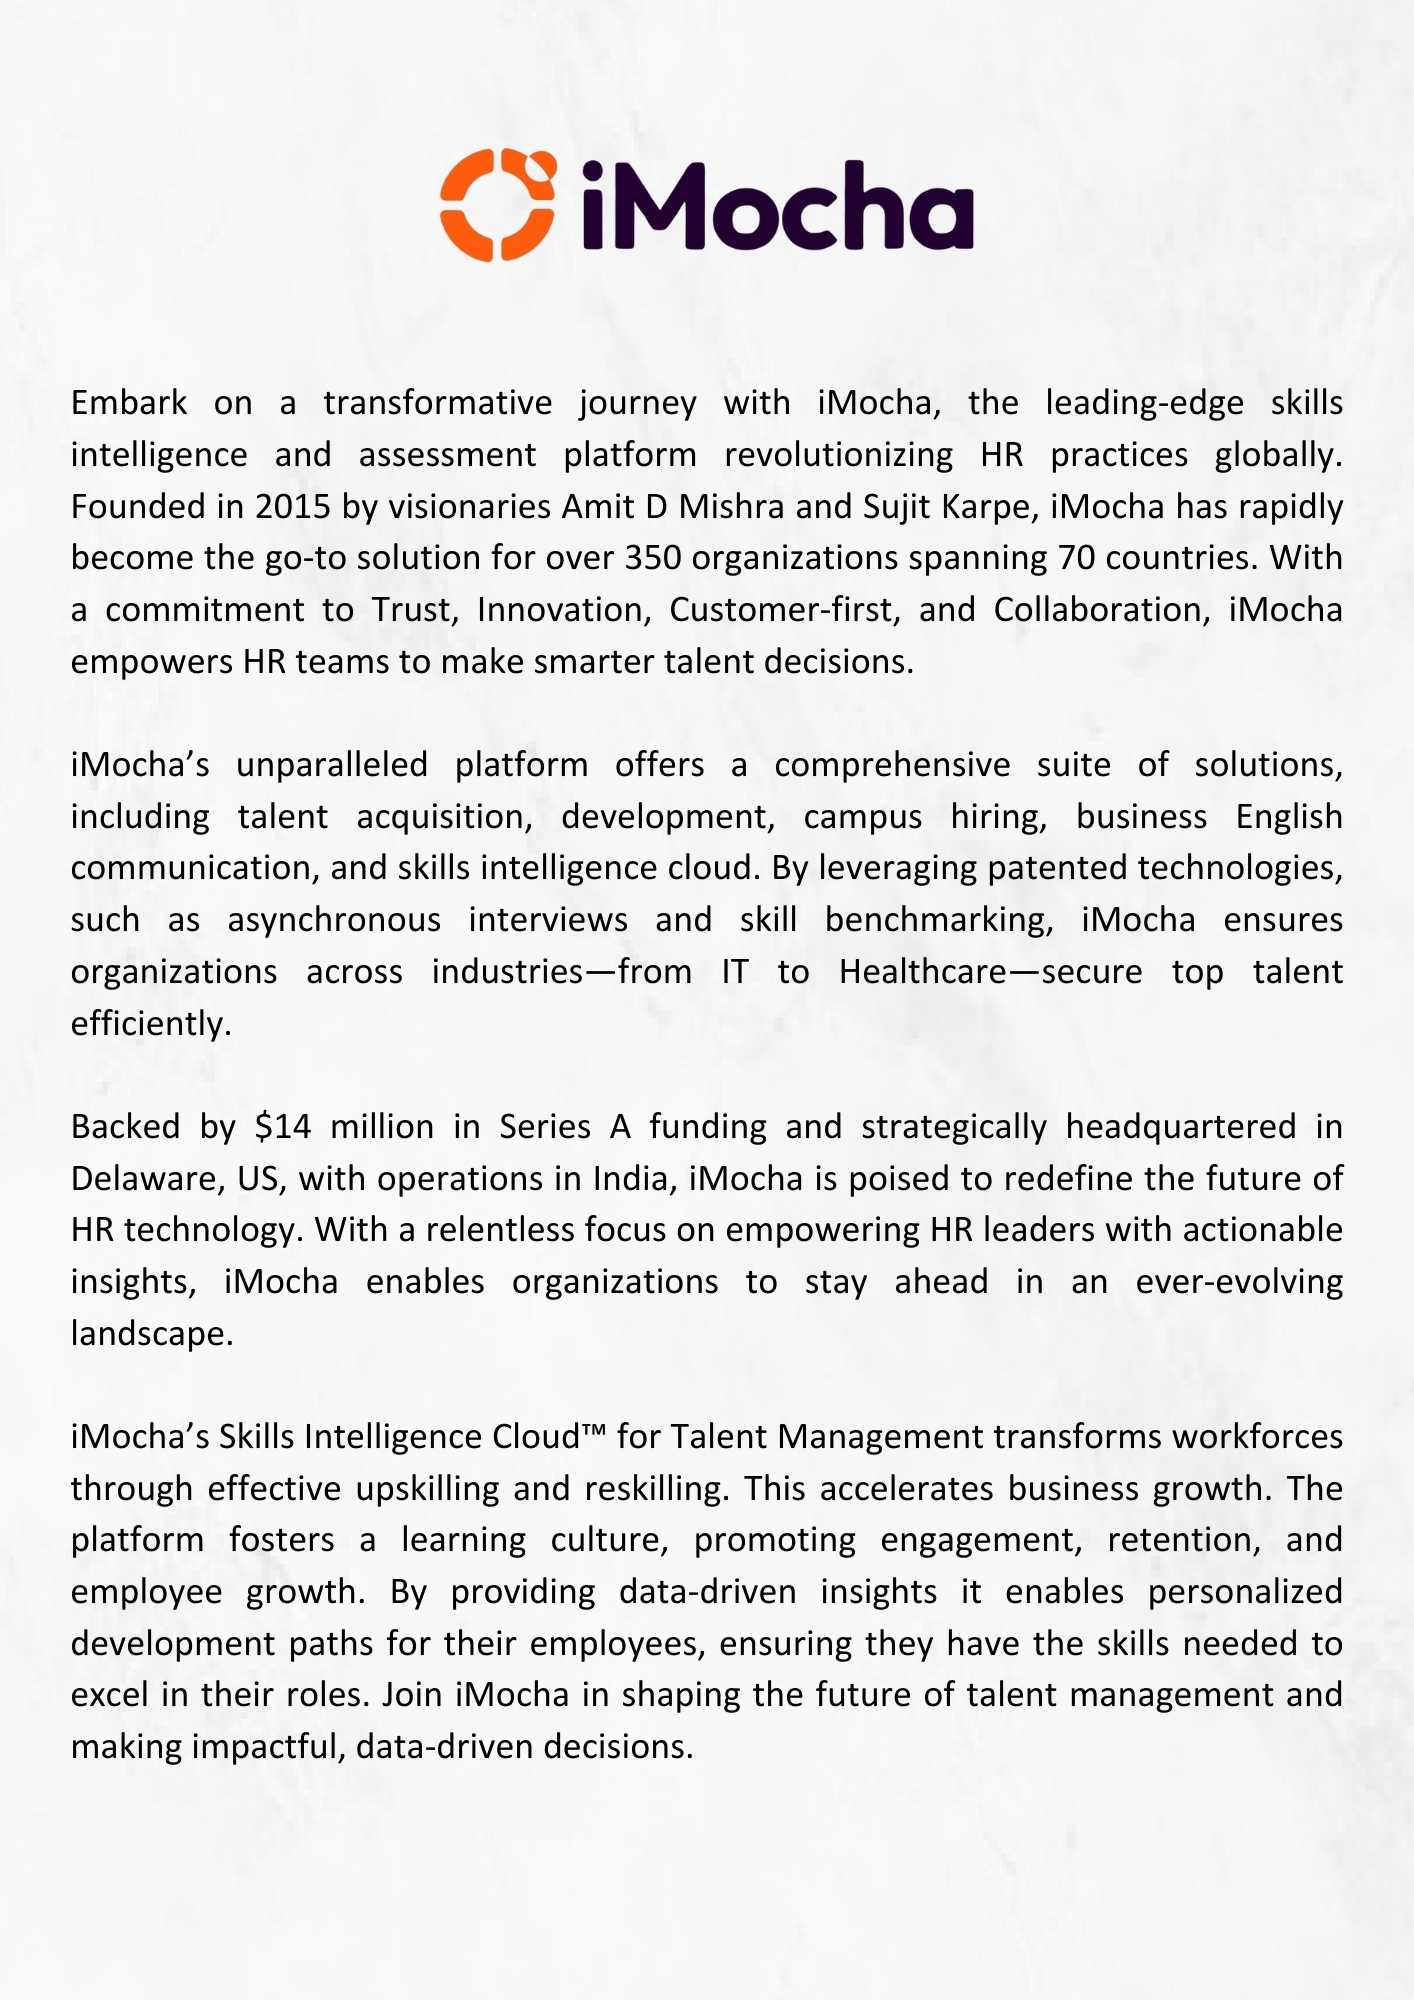 iMocha
Embark on a transformative journey with iMocha, the leading-edge skills
intelligence and assessment platform revolutionizing HR practices globally.
Founded in 2015 by visionaries Amit D Mishra and Sujit Karpe, iMocha has rapidly
become the go-to solution for over 350 organizations spanning 70 countries. With
a commitment to Trust, Innovation, Customer-first, and Collaboration, iMocha
empowers HR teams to make smarter talent decisions.
iMocha’s unparalleled platform offers a comprehensive suite of solutions,
including talent acquisition, development, campus hiring, business English
communication, and skills intelligence cloud. By leveraging patented technologies,
such as asynchronous interviews and skill benchmarking, iMocha ensures
organizations across industries—from IT to Healthcare—secure top talent
efficiently.
Backed by $14 million in Series A funding and strategically headquartered in
Delaware, US, with operations in India, iMocha is poised to redefine the future of
HR technology. With a relentless focus on empowering HR leaders with actionable
insights, iMocha enables organizations to stay ahead in an ever-evolving
landscape.
iMocha’s Skills Intelligence Cloud™ for Talent Management transforms workforces
through effective upskilling and reskilling. This accelerates business growth. The
platform fosters a learning culture, promoting engagement, retention, and
employee growth. By providing data-driven insights it enables personalized
development paths for their employees, ensuring they have the skills needed to
excel in their roles. Join iMocha in shaping the future of talent management and
making impactful, data-driven decisions.